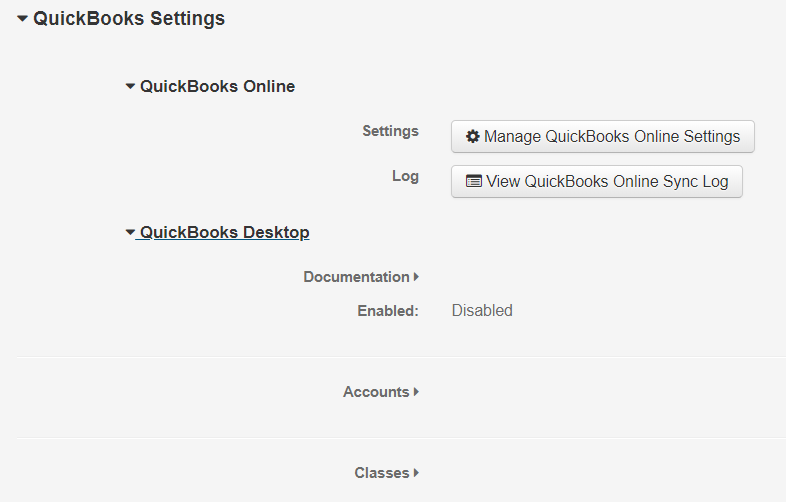 QuickBooks Settings
QuickBooks Online
Settings Manage QuickBooks Online Settings
Log View QuickBooks Online Sync Log
QuickBooks Desktop
Documentation
Enabled: Disabled
Accounts
Classes